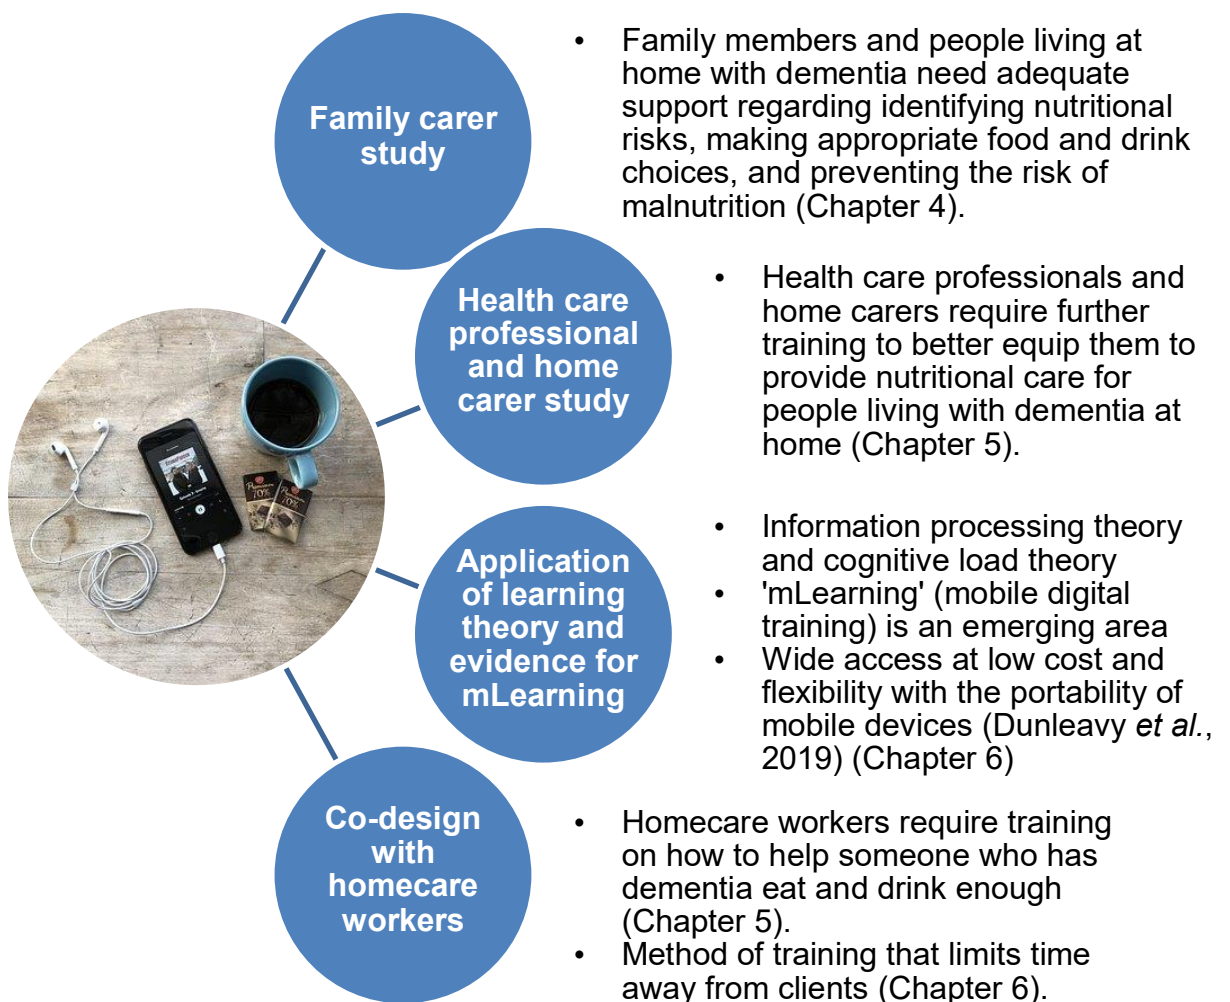 Family carer
study
• Family members and people living at
home with dementia need adequate
support regarding identifying nutritional
risks, making appropriate food and drink
choices, and preventing the risk of
malnutrition (Chapter 4).
Health care
professional
and home
carer study
• Health care professionals and
home carers require further
training to better equip them to
provide nutritional care for
people living with dementia at
home (Chapter 5).
Premium
70%
70%
Application
of learning
theory and
evidence for
mLearning
• Information processing theory
and cognitive load theory
• 'mLearning' (mobile digital
training) is an emerging area
• Wide access at low cost and
flexibility with the portability of
mobile devices (Dunleavy et al.,
2019) (Chapter 6)
Co-design
with
homecare
workers
• Homecare workers require training
on how to help someone who has
dementia eat and drink enough
(Chapter 5).
• Method of training that limits time
away from clients (Chapter 6).